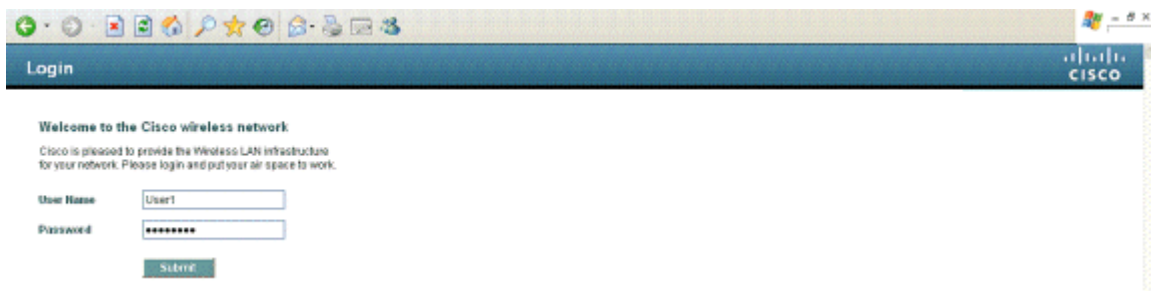 Login
CISCO
Welcome to the Cisco wireless network
Cisco is pleased to provide the Wireless LAN infrastructure
for your network. Please login and put your air space to work.
User Name User1
Password ••••••••
Submit